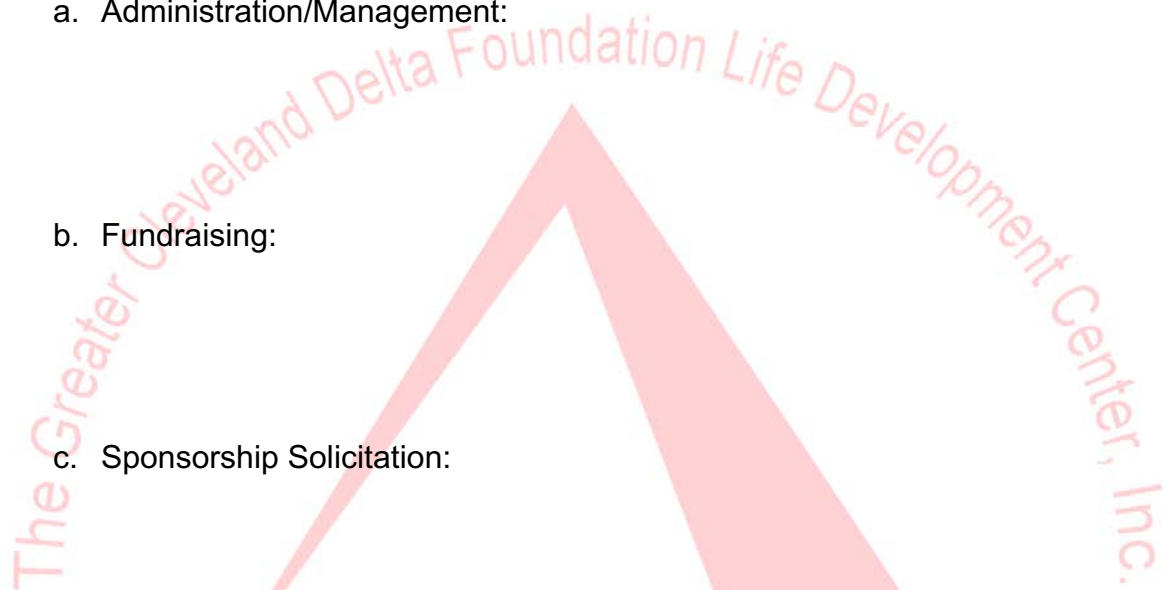 a. Administration/Management:
The Greater Cleveland Delta Foundation Life Development Center, Inc.
b. Fundraising:
c. Sponsorship Solicitation: